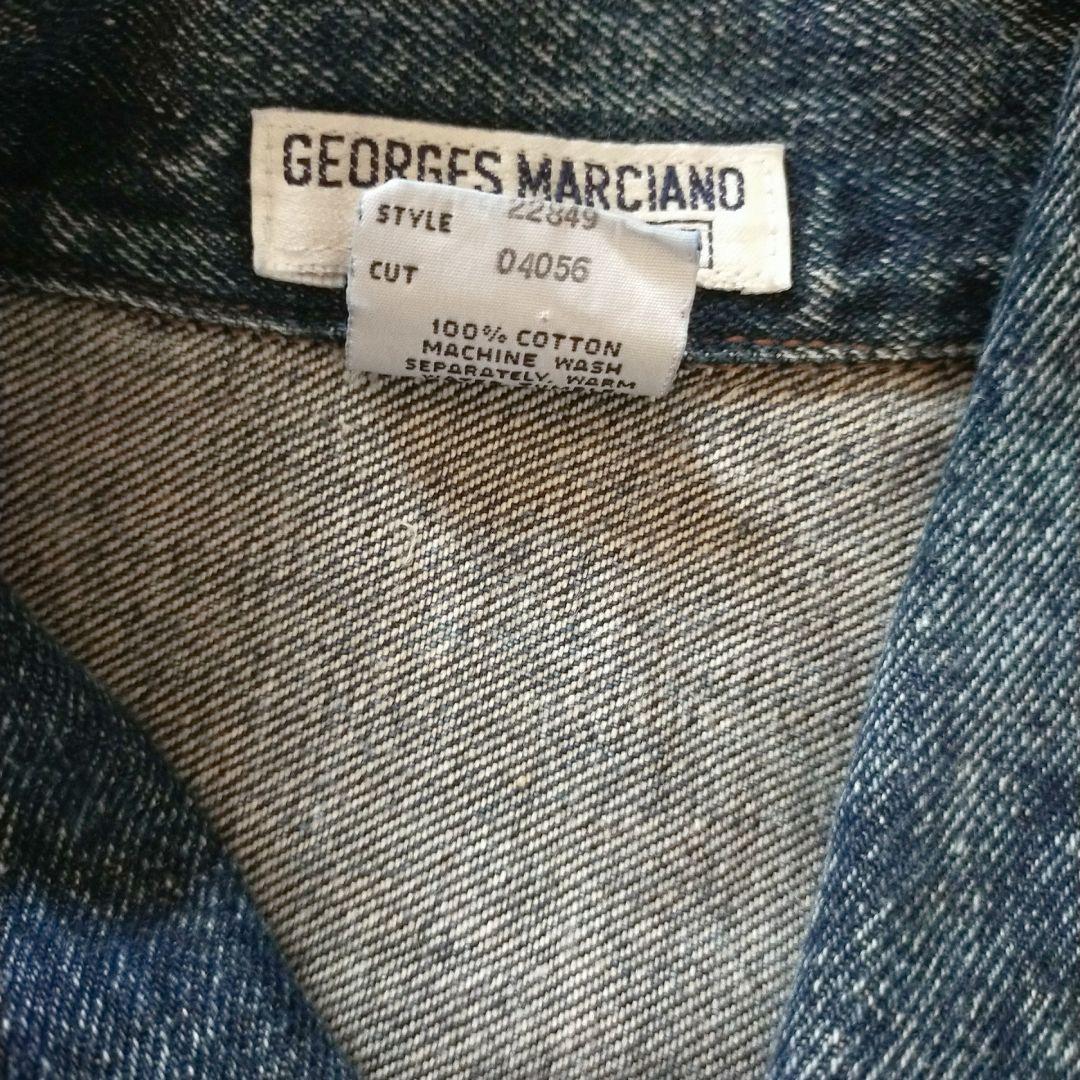 GEORGES MARCIANO
STYLE 22849
CUT 04056
100% COTTON
MACHINE WASH
SEPARATELY, WARM